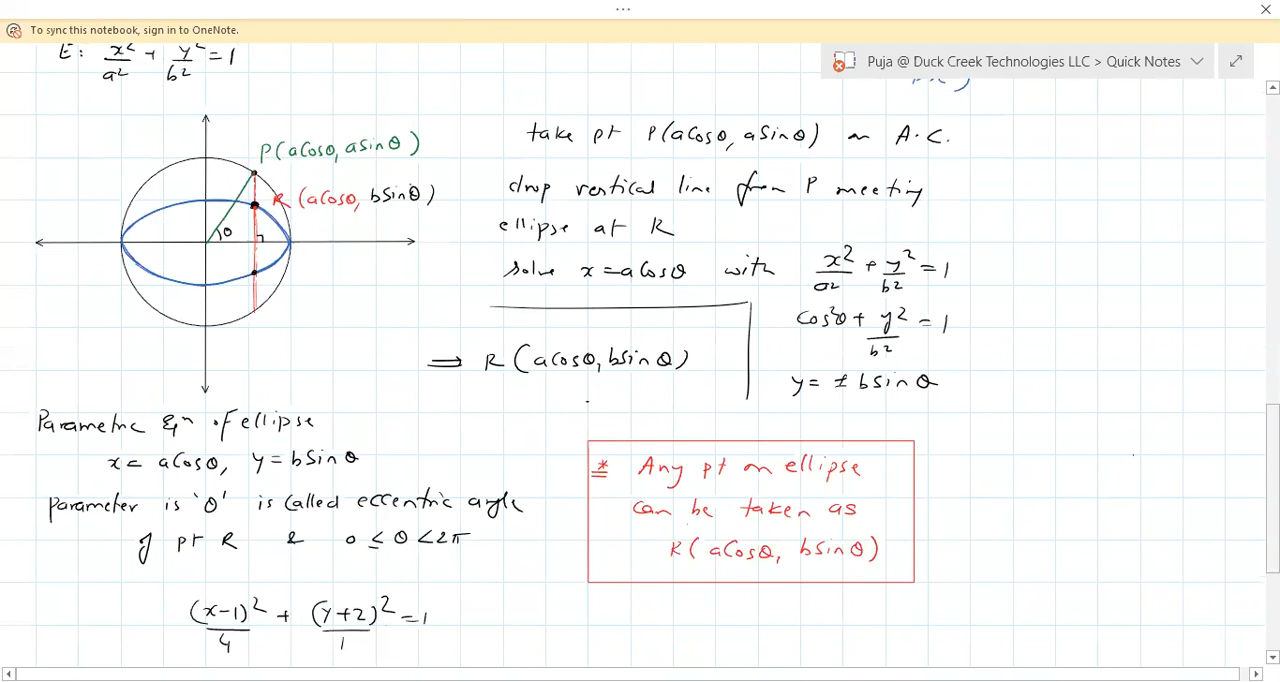 To sync this notebook, sign in to OneNote.
E: x²/a² + y²/b² = 1
Puja @ Duck Creek Technologies LLC > Quick Notes
P(acosθ, asinθ)
R (acosθ, bsinθ)
θ
take pt P(acosθ, asinθ) on A.C.
drop vertical line from P meeting
ellipse at R
solve x = acosθ with x²/a² + y²/b² = 1
cos²θ + y²/b² = 1
y = ± bsinθ
⟹ R (acosθ, bsinθ)
Parametric Eqn of ellipse
x = acosθ, y = bsinθ
parameter is 'θ' is called eccentric angle
of pt R & 0 ≤ θ < 2π
* Any pt on ellipse
can be taken as
R(acosθ, bsinθ)
(x-1)²/4 + (y+2)²/1 = 1